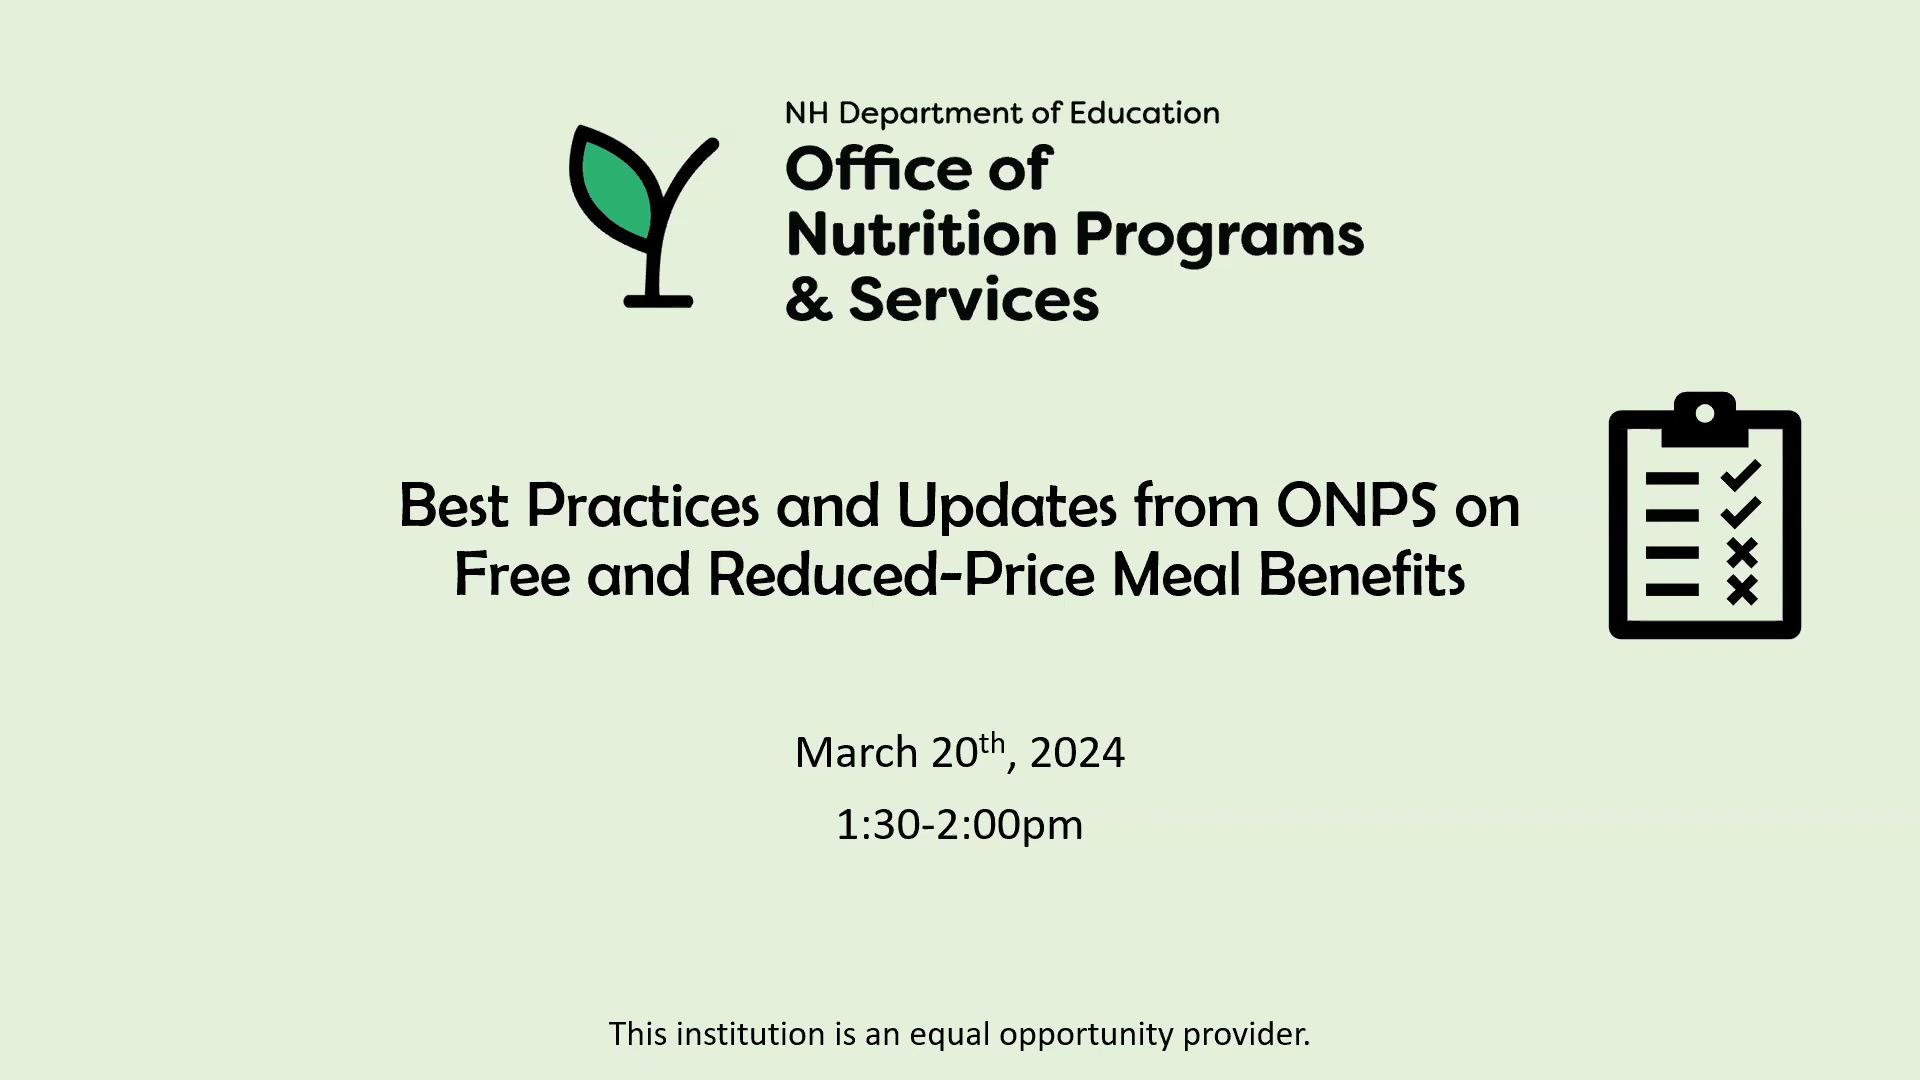 NH Department of Education
Office of
Nutrition Programs
& Services
Best Practices and Updates from ONPS on
Free and Reduced-Price Meal Benefits
March 20th, 2024
1:30-2:00pm
This institution is an equal opportunity provider.